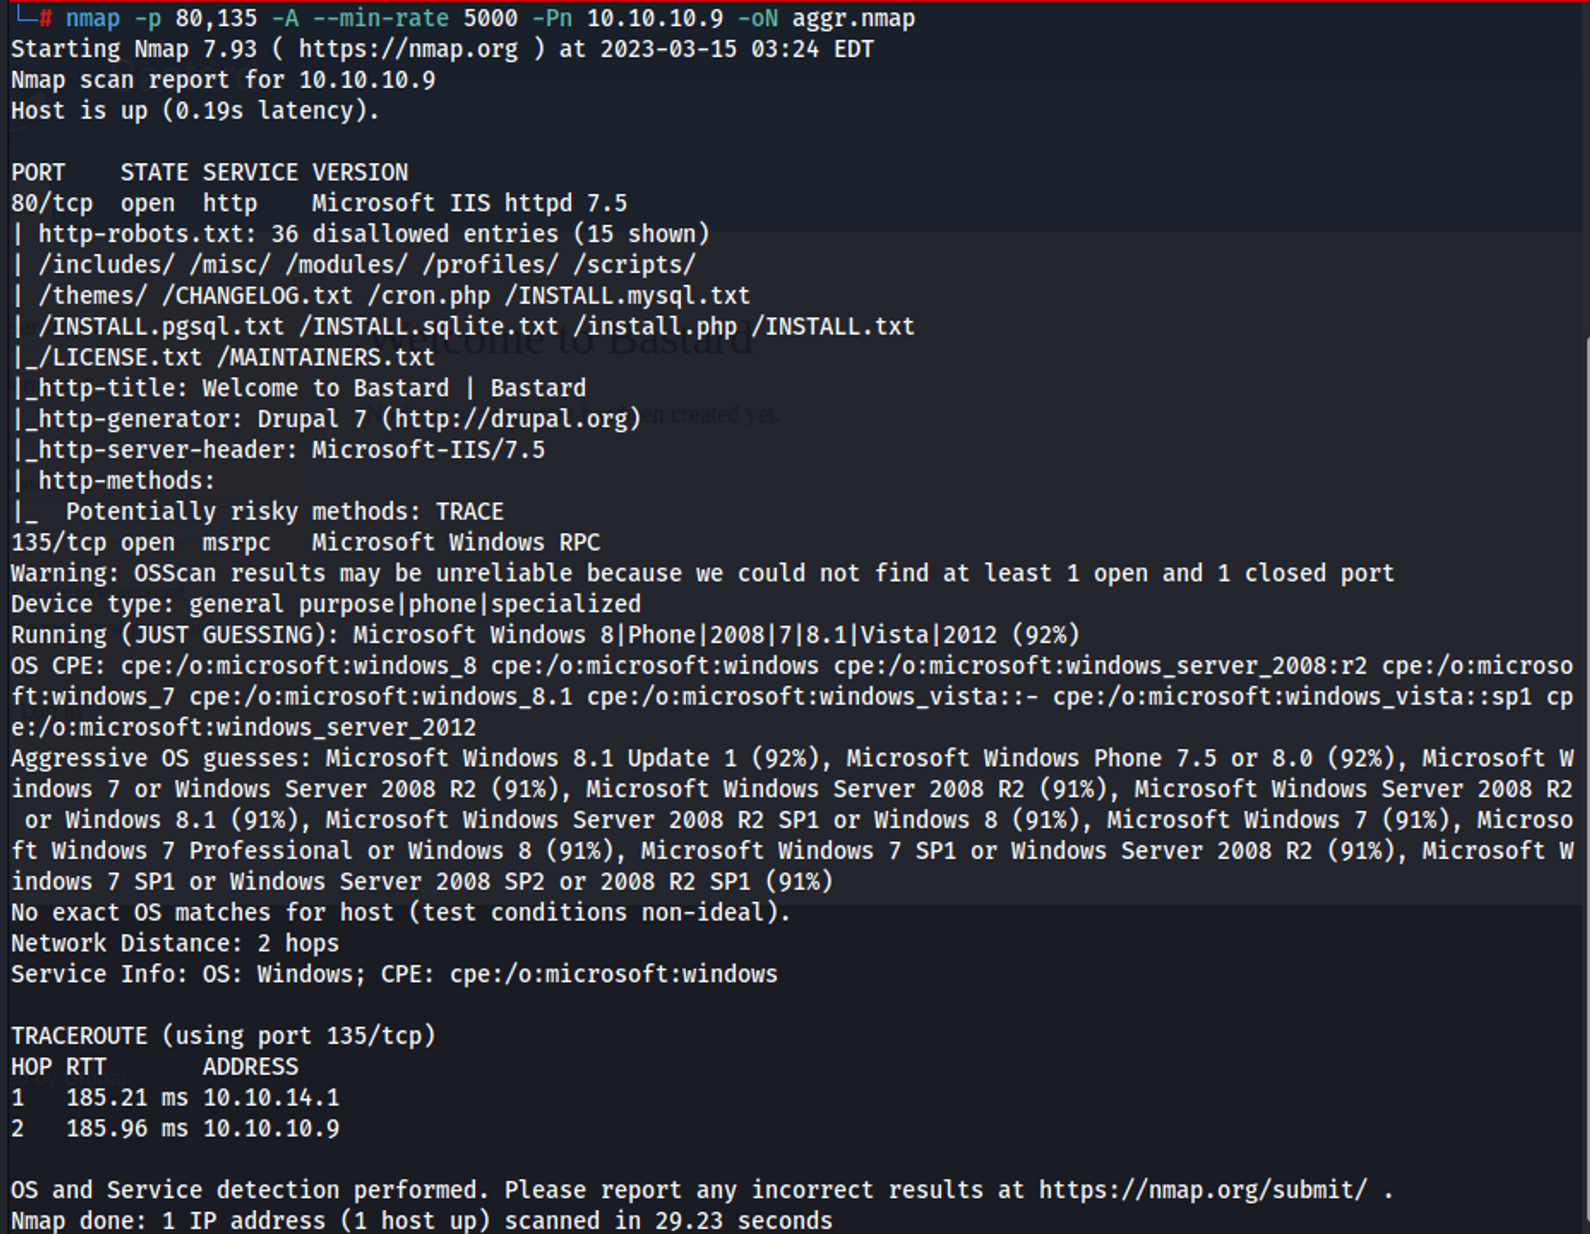 └─# nmap -p 80,135 -A --min-rate 5000 -Pn 10.10.10.9 -oN aggr.nmap
Starting Nmap 7.93 ( https://nmap.org ) at 2023-03-15 03:24 EDT
Nmap scan report for 10.10.10.9
Host is up (0.19s latency).

PORT    STATE SERVICE VERSION
80/tcp  open  http    Microsoft IIS httpd 7.5
| http-robots.txt: 36 disallowed entries (15 shown)
| /includes/ /misc/ /modules/ /profiles/ /scripts/
| /themes/ /CHANGELOG.txt /cron.php /INSTALL.mysql.txt
| /INSTALL.pgsql.txt /INSTALL.sqlite.txt /install.php /INSTALL.txt
Welcome to Bastard
|_/LICENSE.txt /MAINTAINERS.txt
|_http-title: Welcome to Bastard | Bastard
|_http-generator: Drupal 7 (http://drupal.org)
en created yet.
|_http-server-header: Microsoft-IIS/7.5
| http-methods:
|_  Potentially risky methods: TRACE
135/tcp open  msrpc   Microsoft Windows RPC
Warning: OSScan results may be unreliable because we could not find at least 1 open and 1 closed port
Device type: general purpose|phone|specialized
Running (JUST GUESSING): Microsoft Windows 8|Phone|2008|7|8.1|Vista|2012 (92%)
OS CPE: cpe:/o:microsoft:windows_8 cpe:/o:microsoft:windows cpe:/o:microsoft:windows_server_2008:r2 cpe:/o:microso
ft:windows_7 cpe:/o:microsoft:windows_8.1 cpe:/o:microsoft:windows_vista::- cpe:/o:microsoft:windows_vista::sp1 cp
e:/o:microsoft:windows_server_2012
Aggressive OS guesses: Microsoft Windows 8.1 Update 1 (92%), Microsoft Windows Phone 7.5 or 8.0 (92%), Microsoft W
indows 7 or Windows Server 2008 R2 (91%), Microsoft Windows Server 2008 R2 (91%), Microsoft Windows Server 2008 R2
 or Windows 8.1 (91%), Microsoft Windows Server 2008 R2 SP1 or Windows 8 (91%), Microsoft Windows 7 (91%), Microso
ft Windows 7 Professional or Windows 8 (91%), Microsoft Windows 7 SP1 or Windows Server 2008 R2 (91%), Microsoft W
indows 7 SP1 or Windows Server 2008 SP2 or 2008 R2 SP1 (91%)
No exact OS matches for host (test conditions non-ideal).
Network Distance: 2 hops
Service Info: OS: Windows; CPE: cpe:/o:microsoft:windows

TRACEROUTE (using port 135/tcp)
HOP RTT       ADDRESS
1   185.21 ms 10.10.14.1
2   185.96 ms 10.10.10.9

OS and Service detection performed. Please report any incorrect results at https://nmap.org/submit/ .
Nmap done: 1 IP address (1 host up) scanned in 29.23 seconds